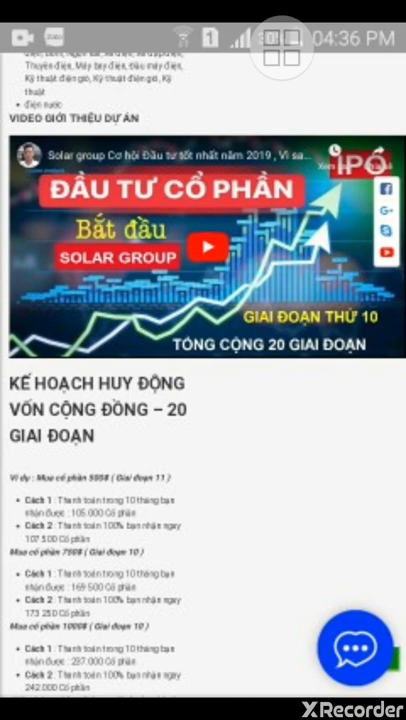 1
30%
04:36 PM
Thuyền điện, Máy bay điện, Đầu máy điện,
Kỹ thuật điện gió, Kỹ thuật điện gió, Kỹ
thuật
• điện nước
VIDEO GIỚI THIỆU DỰ ÁN
Solar group Cơ hội Đầu tư tốt nhất năm 2019 , Vì sa...
IPO
ĐẦU TƯ CỔ PHẦN
Bắt đầu
SOLAR GROUP
GIAI ĐOẠN THỨ 10
TỔNG CỘNG 20 GIAI ĐOẠN
KẾ HOẠCH HUY ĐỘNG
VỐN CỘNG ĐỒNG – 20
GIAI ĐOẠN
Ví dụ : Mua cổ phần 500$ ( Giai đoạn 11 )
• Cách 1 : Thanh toán trong 10 tháng bạn
nhận được : 105.000 Cổ phần
• Cách 2 : Thanh toán 100% bạn nhận ngay
107.500 Cổ phần
Mua cổ phần 750$ ( Giai đoạn 10 )
• Cách 1 : Thanh toán trong 10 tháng bạn
nhận được : 169.500 Cổ phần
• Cách 2 : Thanh toán 100% bạn nhận ngay
173.250 Cổ phần
Mua cổ phần 1000$ ( Giai đoạn 10 )
• Cách 1 : Thanh toán trong 10 tháng bạn
nhận được : 237.000 Cổ phần
• Cách 2 : Thanh toán 100% bạn nhận ngay
242.000 Cổ phần
XRecorder